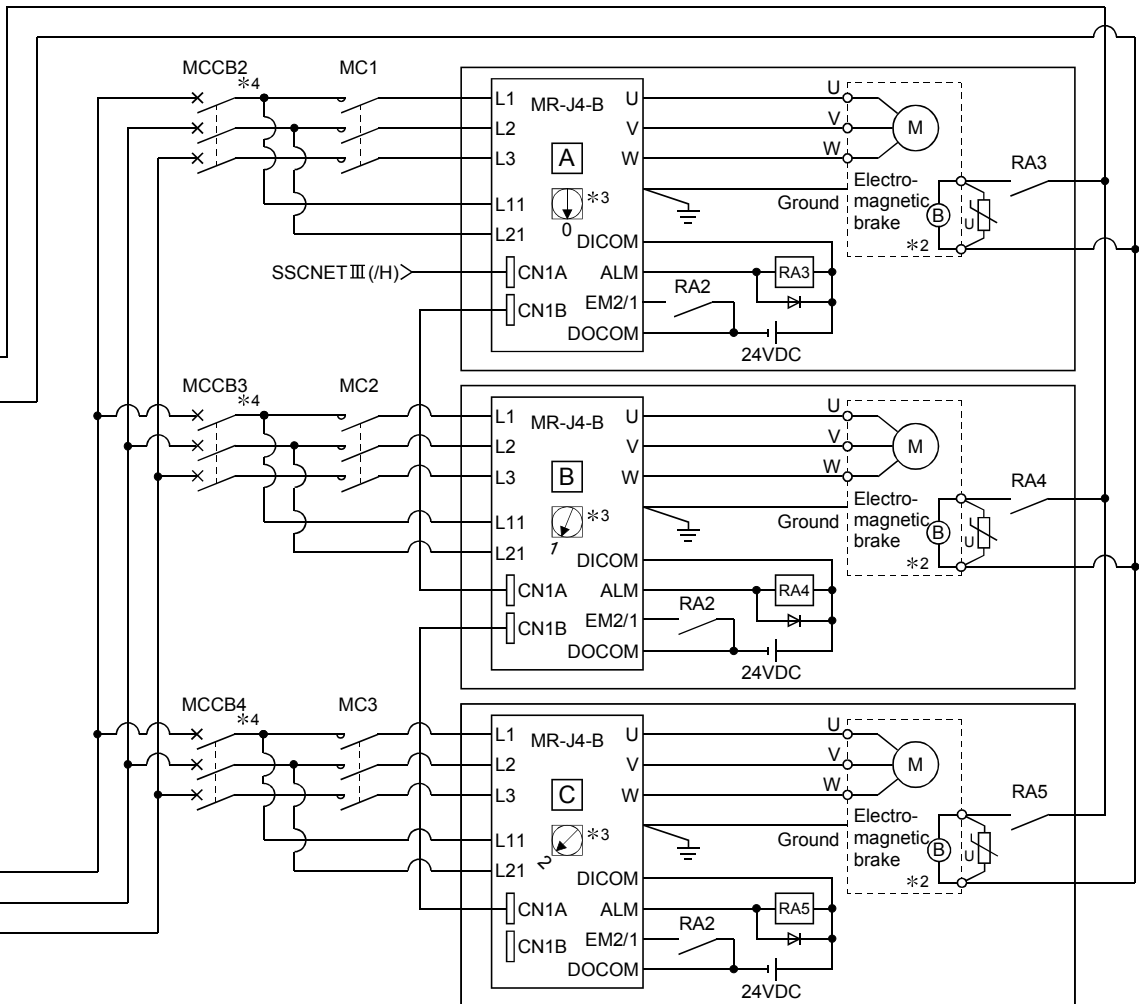 MCCB2
*4
MC1
L1
MR-J4-B
U
U
L2
V
V
M
L3
A
W
W
RA3
L11
*3
0
Ground
Electro-
magnetic
brake
B
U
*2
L21
DICOM
SSCNETⅢ(/H)
CN1A
ALM
RA3
CN1B
EM2/1
RA2
DOCOM
24VDC
MCCB3
*4
MC2
L1
MR-J4-B
U
U
L2
V
V
M
L3
B
W
W
RA4
L11
*3
1
Ground
Electro-
magnetic
brake
B
U
*2
L21
DICOM
CN1A
ALM
RA4
CN1B
EM2/1
RA2
DOCOM
24VDC
MCCB4
*4
MC3
L1
MR-J4-B
U
U
L2
V
V
M
L3
C
W
W
RA5
L11
*3
2
Ground
Electro-
magnetic
brake
B
U
*2
L21
DICOM
CN1A
ALM
RA5
CN1B
EM2/1
RA2
DOCOM
24VDC